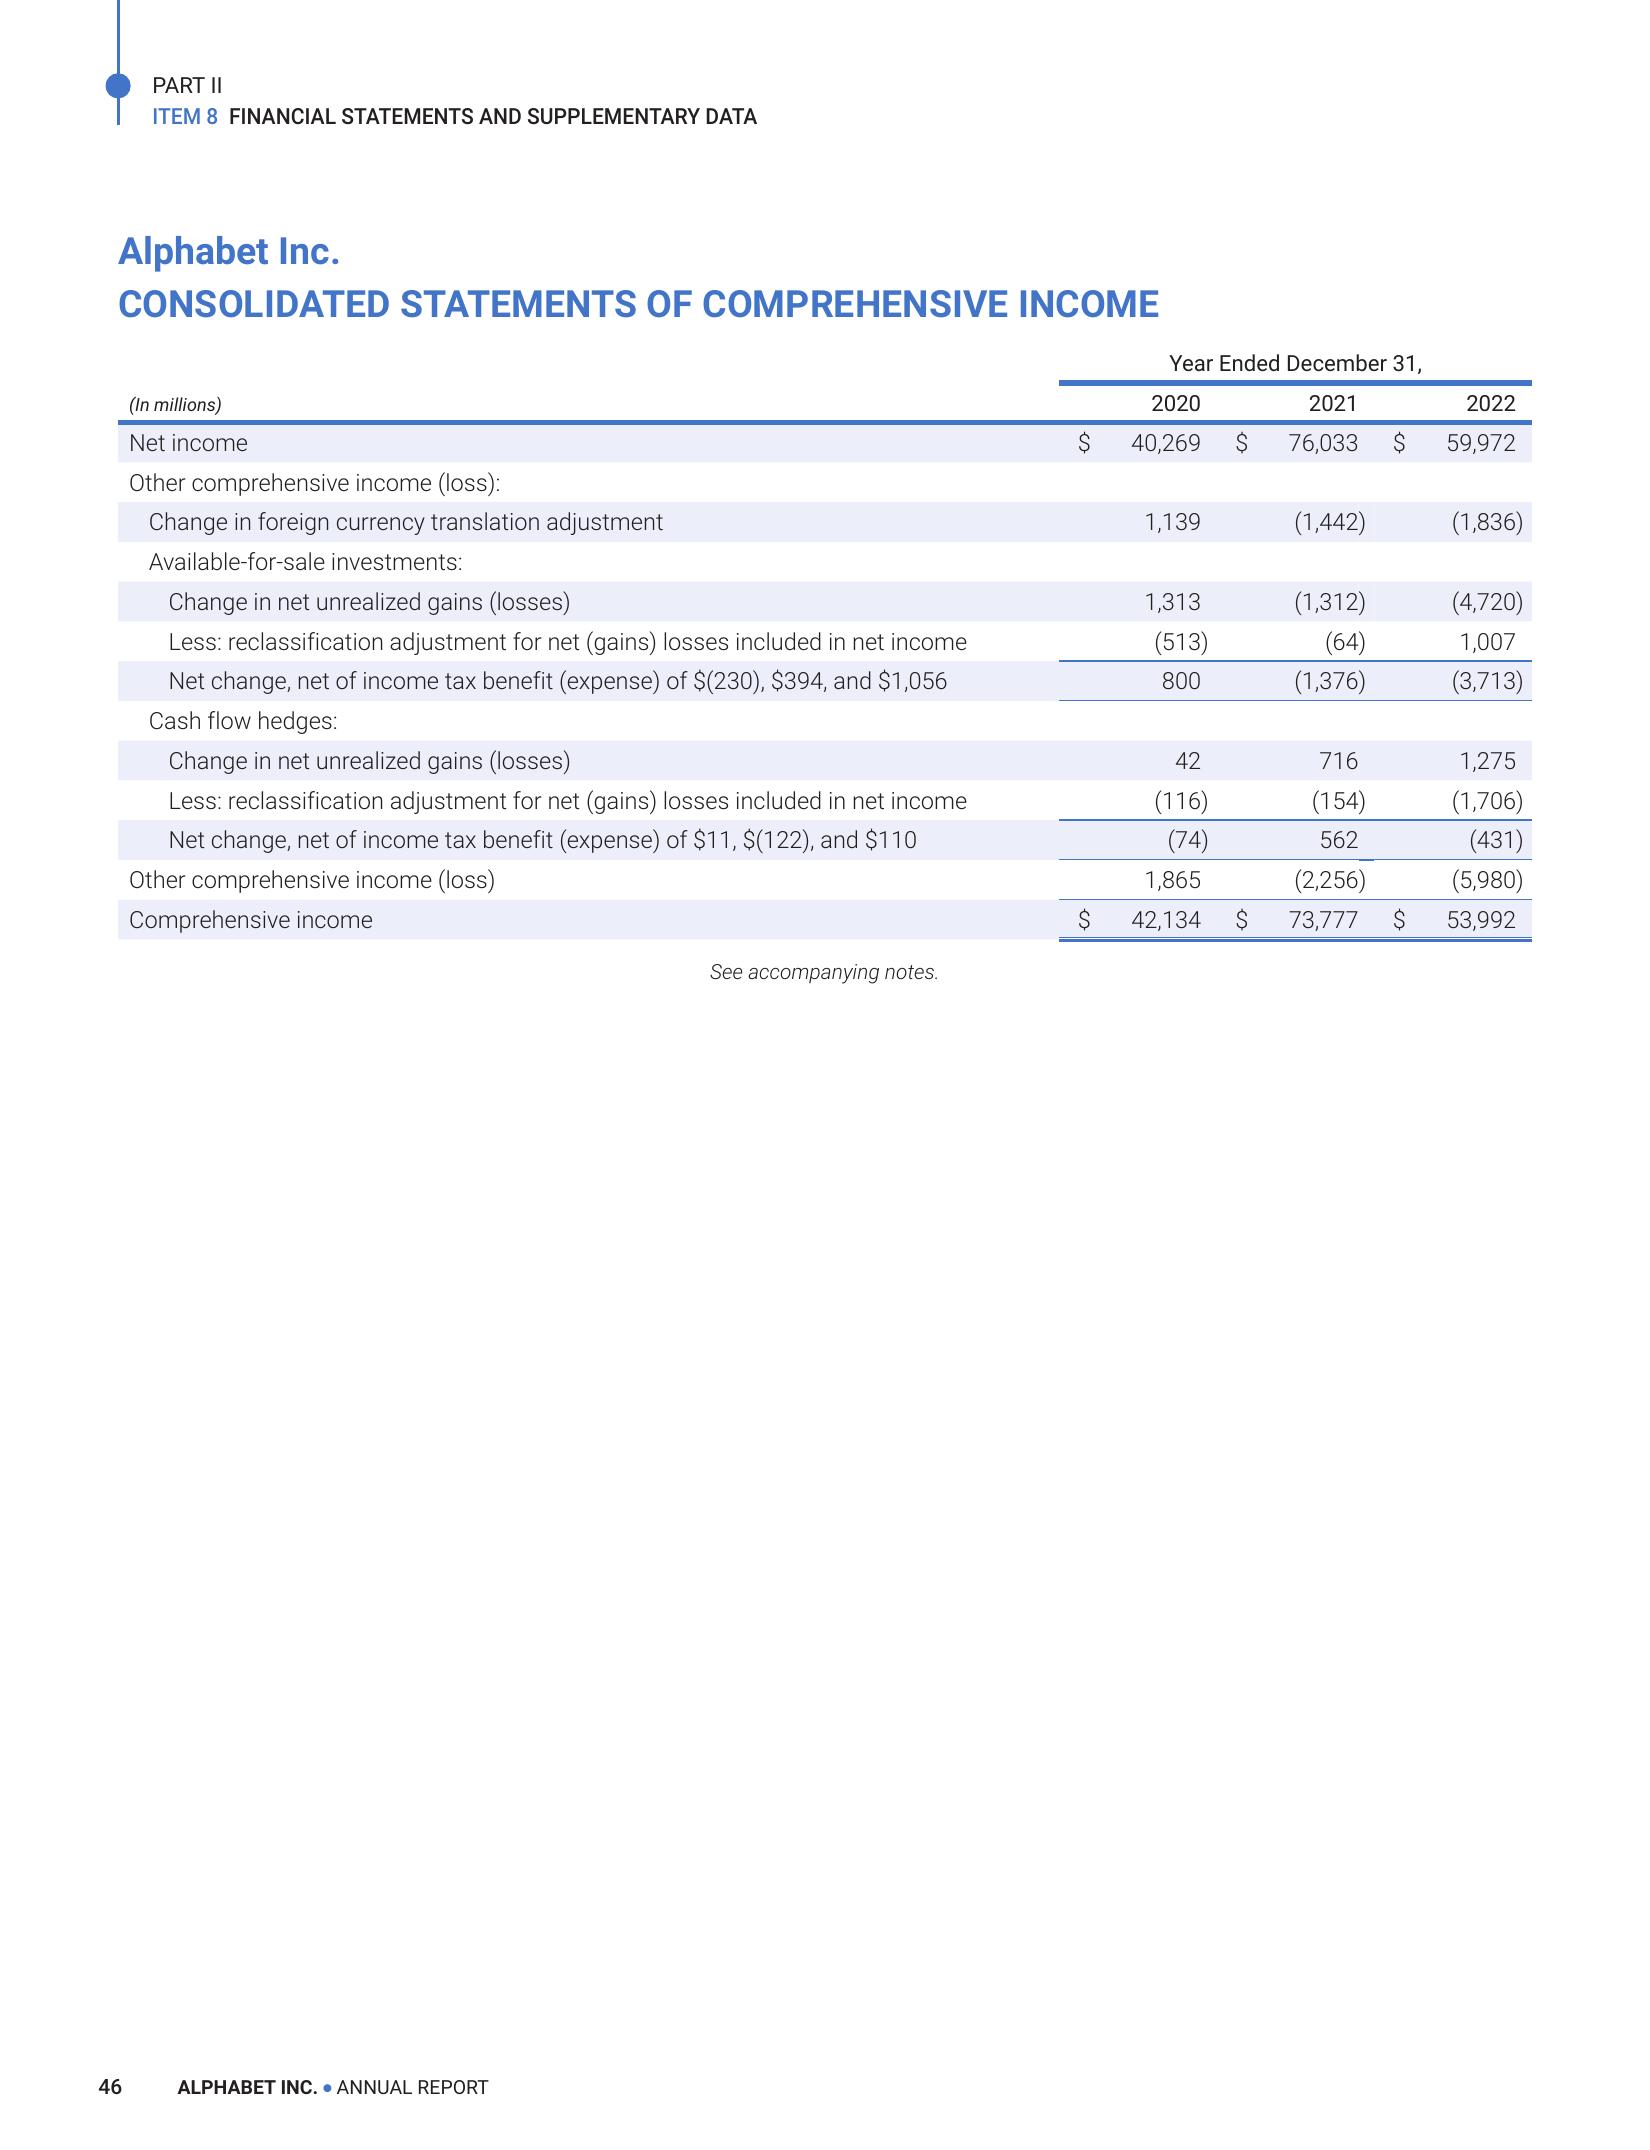 PART II
ITEM 8 FINANCIAL STATEMENTS AND SUPPLEMENTARY DATA
Alphabet Inc.
CONSOLIDATED STATEMENTS OF COMPREHENSIVE INCOME
Year Ended December 31,
(In millions) 2020 2021 2022
Net income $ 40,269 $ 76,033 $ 59,972
Other comprehensive income (loss):
Change in foreign currency translation adjustment 1,139 (1,442) (1,836)
Available-for-sale investments:
Change in net unrealized gains (losses) 1,313 (1,312) (4,720)
Less: reclassification adjustment for net (gains) losses included in net income (513) (64) 1,007
Net change, net of income tax benefit (expense) of $(230), $394, and $1,056 800 (1,376) (3,713)
Cash flow hedges:
Change in net unrealized gains (losses) 42 716 1,275
Less: reclassification adjustment for net (gains) losses included in net income (116) (154) (1,706)
Net change, net of income tax benefit (expense) of $11, $(122), and $110 (74) 562 (431)
Other comprehensive income (loss) 1,865 (2,256) (5,980)
Comprehensive income $ 42,134 $ 73,777 $ 53,992
See accompanying notes.
46 ALPHABET INC. • ANNUAL REPORT